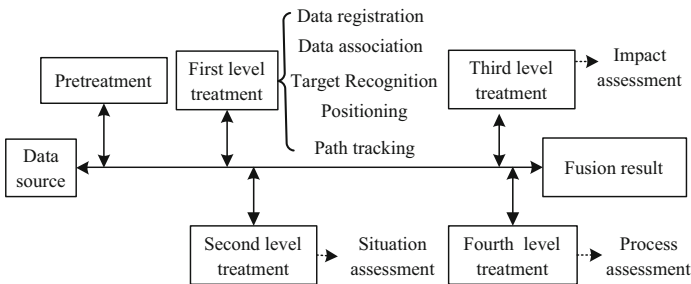 Data registration
Data association
Target Recognition
Positioning
Path tracking
Pretreatment
First level
treatment
Third level
treatment
Impact
assessment
Data
source
Fusion result
Second level
treatment
Situation
assessment
Fourth level
treatment
Process
assessment